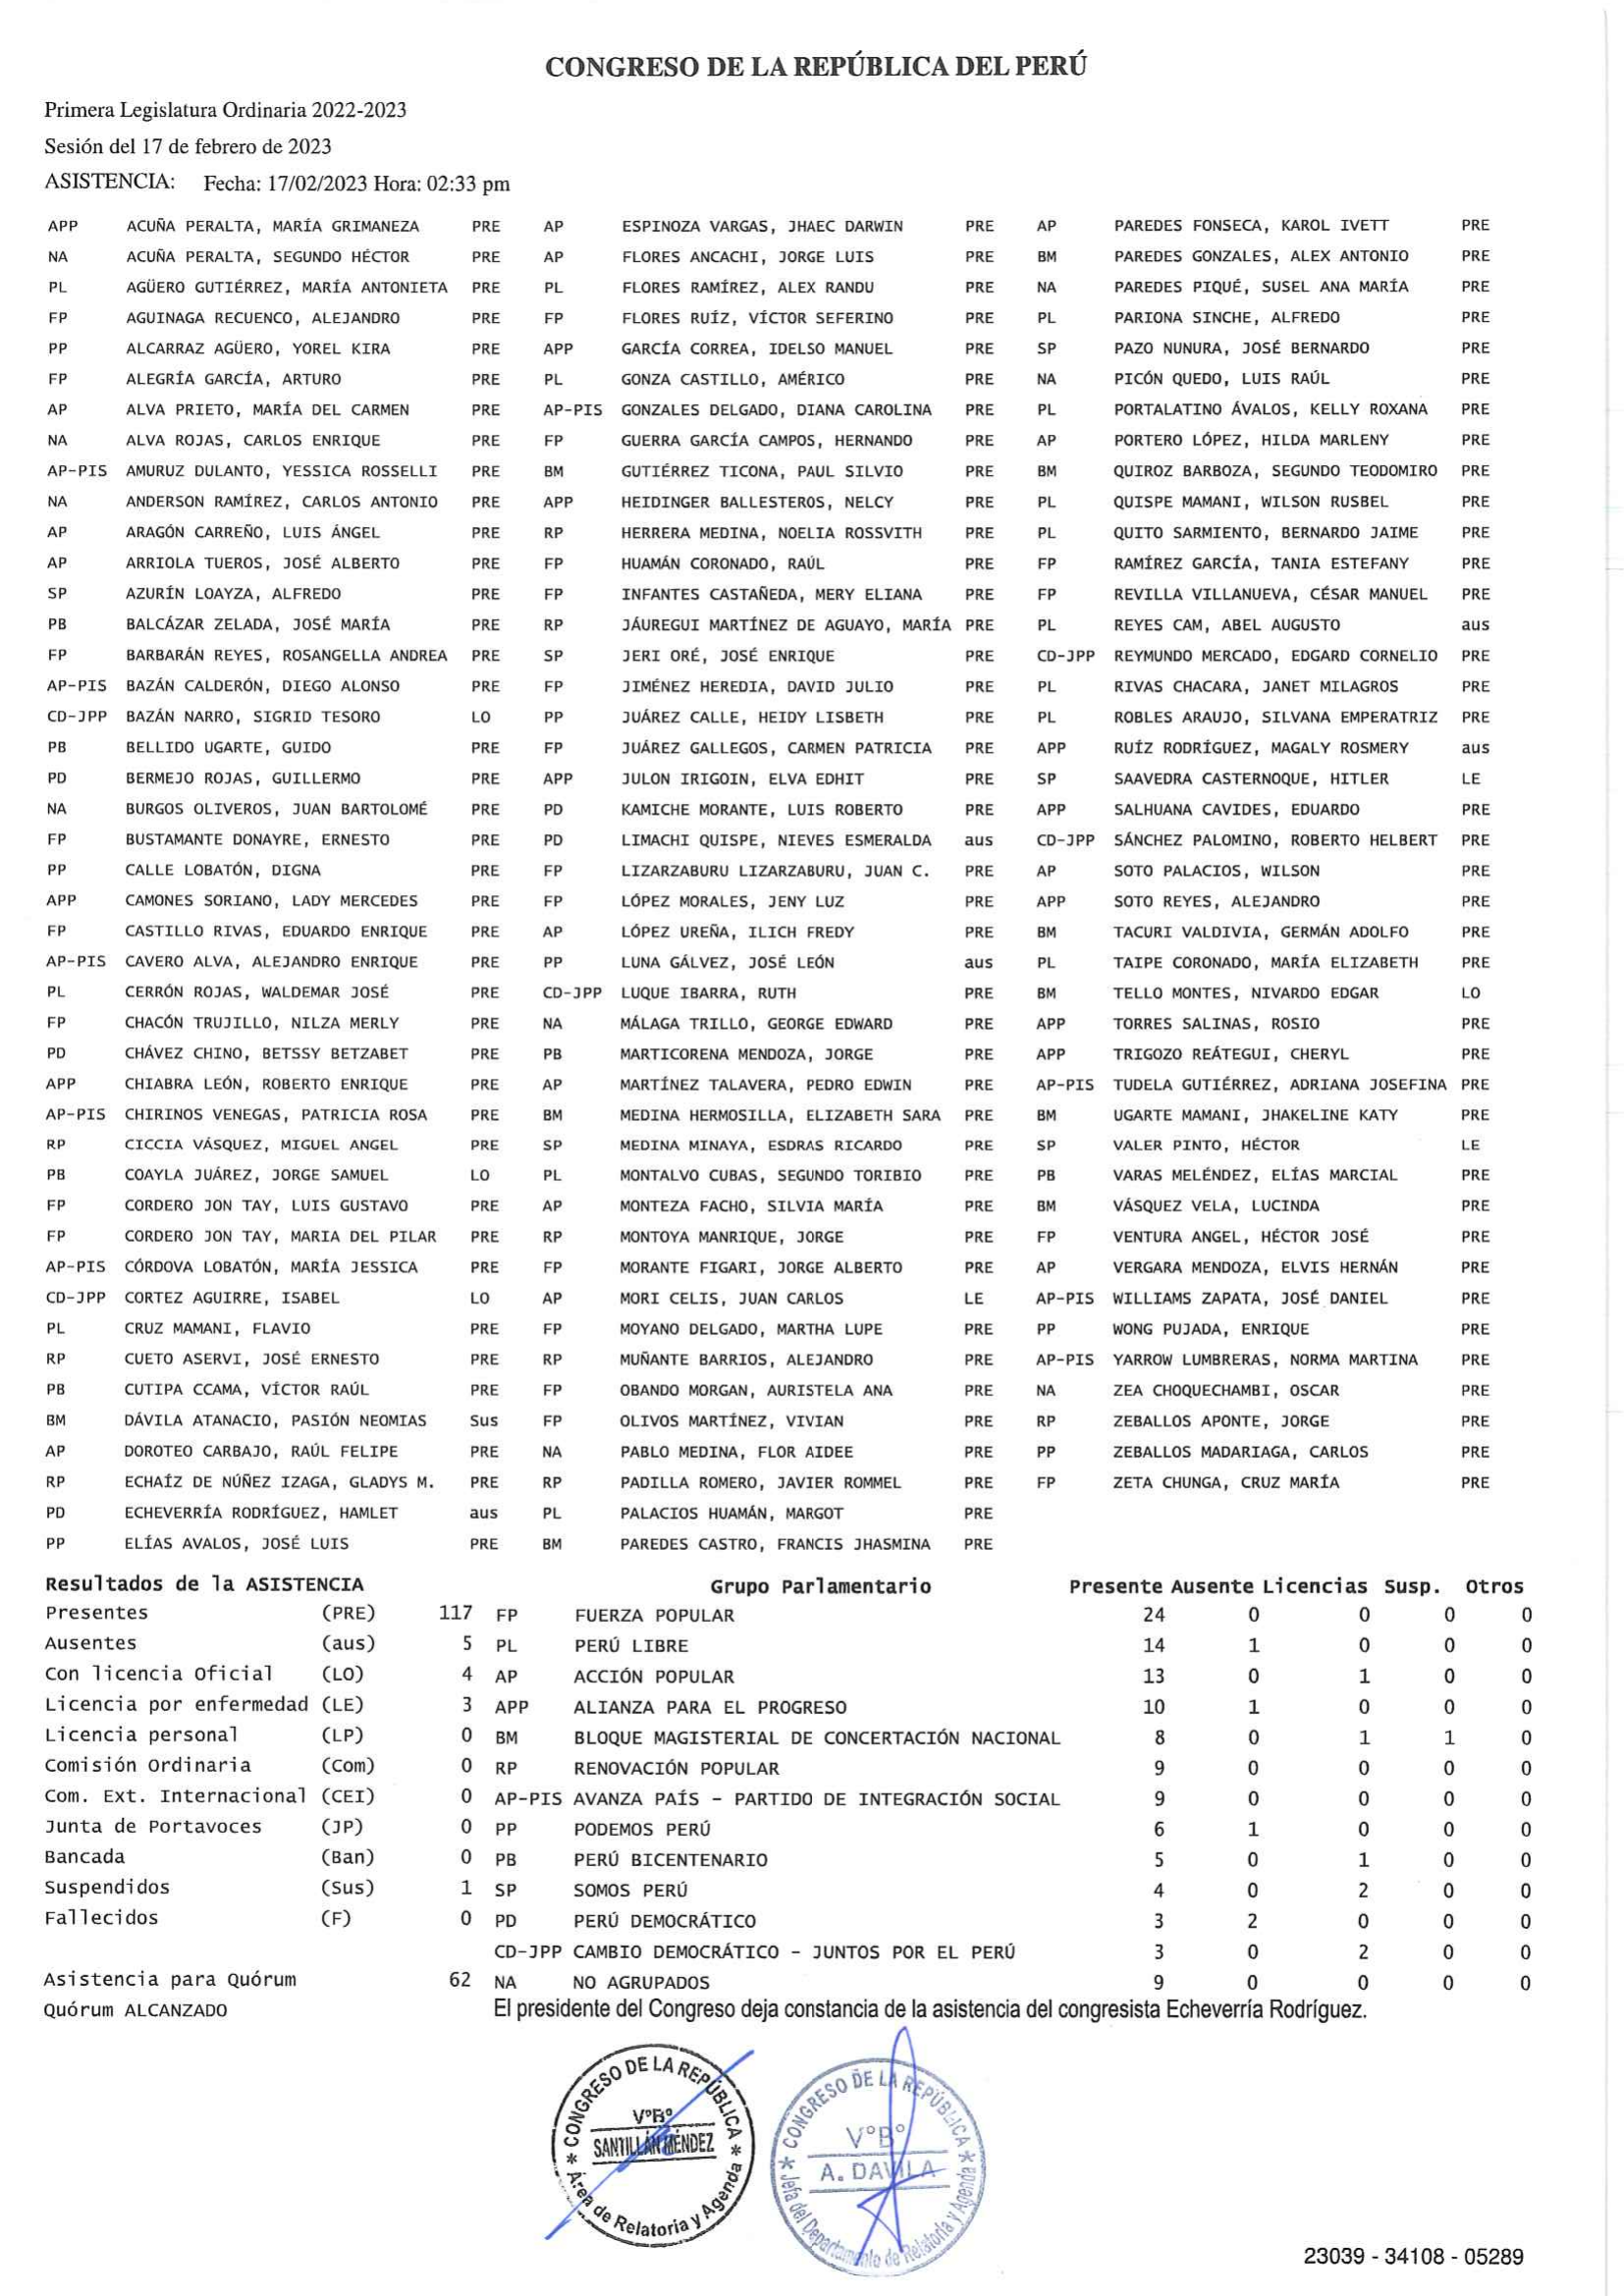 CONGRESO DE LA REPÚBLICA DEL PERÚ
Primera Legislatura Ordinaria 2022-2023
Sesión del 17 de febrero de 2023
ASISTENCIA: Fecha: 17/02/2023 Hora: 02:33 pm
APP ACUÑA PERALTA, MARÍA GRIMANEZA PRE AP ESPINOZA VARGAS, JHAEC DARWIN PRE AP PAREDES FONSECA, KAROL IVETT PRE
NA ACUÑA PERALTA, SEGUNDO HÉCTOR PRE AP FLORES ANCACHI, JORGE LUIS PRE BM PAREDES GONZALES, ALEX ANTONIO PRE
PL AGÜERO GUTIÉRREZ, MARÍA ANTONIETA PRE PL FLORES RAMÍREZ, ALEX RANDU PRE NA PAREDES PIQUÉ, SUSEL ANA MARÍA PRE
FP AGUINAGA RECUENCO, ALEJANDRO PRE FP FLORES RUÍZ, VÍCTOR SEFERINO PRE PL PARIONA SINCHE, ALFREDO PRE
PP ALCARRAZ AGÜERO, YOREL KIRA PRE APP GARCÍA CORREA, IDELSO MANUEL PRE SP PAZO NUNURA, JOSÉ BERNARDO PRE
FP ALEGRÍA GARCÍA, ARTURO PRE PL GONZA CASTILLO, AMÉRICO PRE NA PICÓN QUEDO, LUIS RAÚL PRE
AP ALVA PRIETO, MARÍA DEL CARMEN PRE AP-PIS GONZALES DELGADO, DIANA CAROLINA PRE PL PORTALATINO ÁVALOS, KELLY ROXANA PRE
NA ALVA ROJAS, CARLOS ENRIQUE PRE FP GUERRA GARCÍA CAMPOS, HERNANDO PRE AP PORTERO LÓPEZ, HILDA MARLENY PRE
AP-PIS AMURUZ DULANTO, YESSICA ROSSELLI PRE BM GUTIÉRREZ TICONA, PAUL SILVIO PRE BM QUIROZ BARBOZA, SEGUNDO TEODOMIRO PRE
NA ANDERSON RAMÍREZ, CARLOS ANTONIO PRE APP HEIDINGER BALLESTEROS, NELCY PRE PL QUISPE MAMANI, WILSON RUSBEL PRE
AP ARAGÓN CARREÑO, LUIS ÁNGEL PRE RP HERRERA MEDINA, NOELIA ROSSVITH PRE PL QUITO SARMIENTO, BERNARDO JAIME PRE
AP ARRIOLA TUEROS, JOSÉ ALBERTO PRE FP HUAMÁN CORONADO, RAÚL PRE FP RAMÍREZ GARCÍA, TANIA ESTEFANY PRE
SP AZURÍN LOAYZA, ALFREDO PRE FP INFANTES CASTAÑEDA, MERY ELIANA PRE FP REVILLA VILLANUEVA, CÉSAR MANUEL PRE
PB BALCÁZAR ZELADA, JOSÉ MARÍA PRE RP JÁUREGUI MARTÍNEZ DE AGUAYO, MARÍA PRE PL REYES CAM, ABEL AUGUSTO aus
FP BARBARÁN REYES, ROSANGELLA ANDREA PRE SP JERI ORÉ, JOSÉ ENRIQUE PRE CD-JPP REYMUNDO MERCADO, EDGARD CORNELIO PRE
AP-PIS BAZÁN CALDERÓN, DIEGO ALONSO PRE FP JIMÉNEZ HEREDIA, DAVID JULIO PRE PL RIVAS CHACARA, JANET MILAGROS PRE
CD-JPP BAZÁN NARRO, SIGRID TESORO LO PP JUÁREZ CALLE, HEIDY LISBETH PRE PL ROBLES ARAUJO, SILVANA EMPERATRIZ PRE
PB BELLIDO UGARTE, GUIDO PRE FP JUÁREZ GALLEGOS, CARMEN PATRICIA PRE APP RUÍZ RODRÍGUEZ, MAGALY ROSMERY aus
PD BERMEJO ROJAS, GUILLERMO PRE APP JULON IRIGOIN, ELVA EDHIT PRE SP SAAVEDRA CASTERNOQUE, HITLER LE
NA BURGOS OLIVEROS, JUAN BARTOLOMÉ PRE PD KAMICHE MORANTE, LUIS ROBERTO PRE APP SALHUANA CAVIDES, EDUARDO PRE
FP BUSTAMANTE DONAYRE, ERNESTO PRE PD LIMACHI QUISPE, NIEVES ESMERALDA aus CD-JPP SÁNCHEZ PALOMINO, ROBERTO HELBERT PRE
PP CALLE LOBATÓN, DIGNA PRE FP LIZARZABURU LIZARZABURU, JUAN C. PRE AP SOTO PALACIOS, WILSON PRE
APP CAMONES SORIANO, LADY MERCEDES PRE FP LÓPEZ MORALES, JENY LUZ PRE APP SOTO REYES, ALEJANDRO PRE
FP CASTILLO RIVAS, EDUARDO ENRIQUE PRE AP LÓPEZ UREÑA, ILICH FREDY PRE BM TACURI VALDIVIA, GERMÁN ADOLFO PRE
AP-PIS CAVERO ALVA, ALEJANDRO ENRIQUE PRE PP LUNA GÁLVEZ, JOSÉ LEÓN aus PL TAIPE CORONADO, MARÍA ELIZABETH PRE
PL CERRÓN ROJAS, WALDEMAR JOSÉ PRE CD-JPP LUQUE IBARRA, RUTH PRE BM TELLO MONTES, NIVARDO EDGAR LO
FP CHACÓN TRUJILLO, NILZA MERLY PRE NA MÁLAGA TRILLO, GEORGE EDWARD PRE APP TORRES SALINAS, ROSIO PRE
PD CHÁVEZ CHINO, BETSSY BETZABET PRE PB MARTICORENA MENDOZA, JORGE PRE APP TRIGOZO REÁTEGUI, CHERYL PRE
APP CHIABRA LEÓN, ROBERTO ENRIQUE PRE AP MARTÍNEZ TALAVERA, PEDRO EDWIN PRE AP-PIS TUDELA GUTIÉRREZ, ADRIANA JOSEFINA PRE
AP-PIS CHIRINOS VENEGAS, PATRICIA ROSA PRE BM MEDINA HERMOSILLA, ELIZABETH SARA PRE BM UGARTE MAMANI, JHAKELINE KATY PRE
RP CICCIA VÁSQUEZ, MIGUEL ANGEL PRE SP MEDINA MINAYA, ESDRAS RICARDO PRE SP VALER PINTO, HÉCTOR LE
PB COAYLA JUÁREZ, JORGE SAMUEL LO PL MONTALVO CUBAS, SEGUNDO TORIBIO PRE PB VARAS MELÉNDEZ, ELÍAS MARCIAL PRE
FP CORDERO JON TAY, LUIS GUSTAVO PRE AP MONTEZA FACHO, SILVIA MARÍA PRE BM VÁSQUEZ VELA, LUCINDA PRE
FP CORDERO JON TAY, MARIA DEL PILAR PRE RP MONTOYA MANRIQUE, JORGE PRE FP VENTURA ANGEL, HÉCTOR JOSÉ PRE
AP-PIS CÓRDOVA LOBATÓN, MARÍA JESSICA PRE FP MORANTE FIGARI, JORGE ALBERTO PRE AP VERGARA MENDOZA, ELVIS HERNÁN PRE
CD-JPP CORTEZ AGUIRRE, ISABEL LO AP MORI CELIS, JUAN CARLOS LE AP-PIS WILLIAMS ZAPATA, JOSÉ DANIEL PRE
PL CRUZ MAMANI, FLAVIO PRE FP MOYANO DELGADO, MARTHA LUPE PRE PP WONG PUJADA, ENRIQUE PRE
RP CUETO ASERVI, JOSÉ ERNESTO PRE RP MUÑANTE BARRIOS, ALEJANDRO PRE AP-PIS YARROW LUMBRERAS, NORMA MARTINA PRE
PB CUTIPA CCAMA, VÍCTOR RAÚL PRE FP OBANDO MORGAN, AURISTELA ANA PRE NA ZEA CHOQUECHAMBI, OSCAR PRE
BM DÁVILA ATANACIO, PASIÓN NEOMIAS Sus FP OLIVOS MARTÍNEZ, VIVIAN PRE RP ZEBALLOS APONTE, JORGE PRE
AP DOROTEO CARBAJO, RAÚL FELIPE PRE NA PABLO MEDINA, FLOR AIDEE PRE PP ZEBALLOS MADARIAGA, CARLOS PRE
RP ECHAÍZ DE NÚÑEZ IZAGA, GLADYS M. PRE RP PADILLA ROMERO, JAVIER ROMMEL PRE FP ZETA CHUNGA, CRUZ MARÍA PRE
PD ECHEVERRÍA RODRÍGUEZ, HAMLET aus PL PALACIOS HUAMÁN, MARGOT PRE
PP ELÍAS AVALOS, JOSÉ LUIS PRE BM PAREDES CASTRO, FRANCIS JHASMINA PRE
Resultados de la ASISTENCIA Grupo Parlamentario Presente Ausente Licencias Susp. Otros
Presentes (PRE) 117 FP FUERZA POPULAR 24 0 0 0 0
Ausentes (aus) 5 PL PERÚ LIBRE 14 1 0 0 0
Con licencia Oficial (LO) 4 AP ACCIÓN POPULAR 13 0 1 0 0
Licencia por enfermedad (LE) 3 APP ALIANZA PARA EL PROGRESO 10 1 0 0 0
Licencia personal (LP) 0 BM BLOQUE MAGISTERIAL DE CONCERTACIÓN NACIONAL 8 0 1 1 0
Comisión Ordinaria (Com) 0 RP RENOVACIÓN POPULAR 9 0 0 0 0
Com. Ext. Internacional (CEI) 0 AP-PIS AVANZA PAÍS - PARTIDO DE INTEGRACIÓN SOCIAL 9 0 0 0 0
Junta de Portavoces (JP) 0 PP PODEMOS PERÚ 6 1 0 0 0
Bancada (Ban) 0 PB PERÚ BICENTENARIO 5 0 1 0 0
Suspendidos (Sus) 1 SP SOMOS PERÚ 4 0 2 0 0
Fallecidos (F) 0 PD PERÚ DEMOCRÁTICO 3 2 0 0 0
CD-JPP CAMBIO DEMOCRÁTICO - JUNTOS POR EL PERÚ 3 0 2 0 0
Asistencia para Quórum 62 NA NO AGRUPADOS 9 0 0 0 0
Quórum ALCANZADO El presidente del Congreso deja constancia de la asistencia del congresista Echeverría Rodríguez.
* CONGRESO DE LA REPÚBLICA *
V°B°
SANTILLÁN MÉNDEZ
Área de Relatoría y Agenda
* CONGRESO DE LA REPÚBLICA *
V°B°
A. DAVILA
Jefa del Departamento de Relatoría y Agenda
23039 - 34108 - 05289